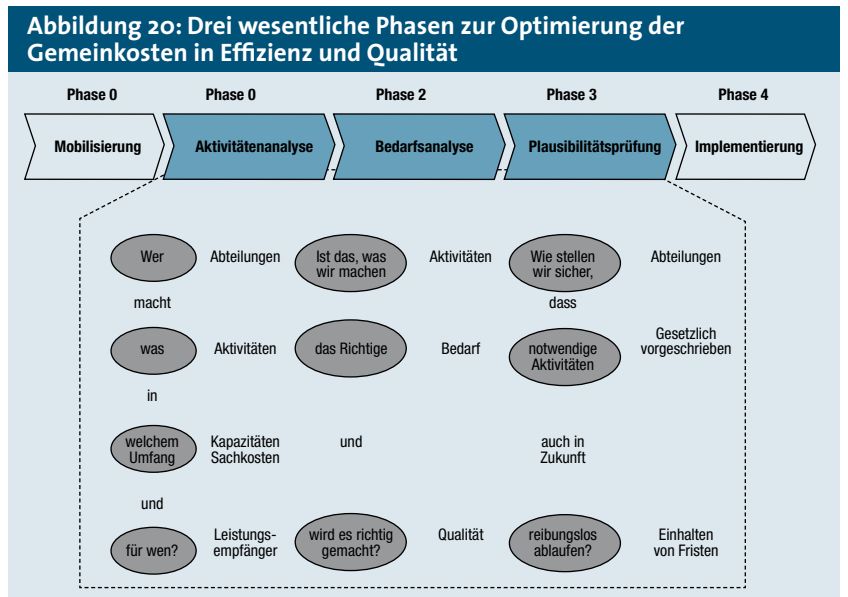 Abbildung 20: Drei wesentliche Phasen zur Optimierung der
Gemeinkosten in Effizienz und Qualität
Phase 0
Phase 0
Phase 2
Phase 3
Phase 4
Mobilisierung
Aktivitätenanalyse
Bedarfsanalyse
Plausibilitätsprüfung
Implementierung
Wer
Abteilungen
macht
was
Aktivitäten
in
welchem
Umfang
Kapazitäten
Sachkosten
und
für wen?
Leistungs-
empfänger
Ist das, was
wir machen
Aktivitäten
das Richtige
Bedarf
und
wird es richtig
gemacht?
Qualität
Wie stellen
wir sicher,
Abteilungen
dass
notwendige
Aktivitäten
Gesetzlich
vorgeschrieben
auch in
Zukunft
reibungslos
ablaufen?
Einhalten
von Fristen